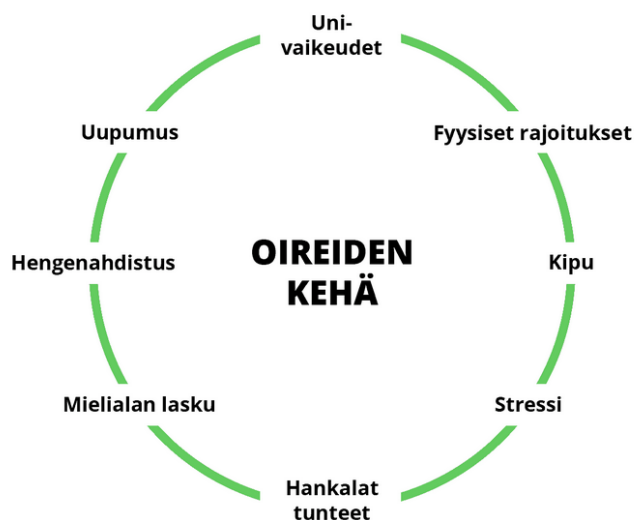 Uni-
vaikeudet
Uupumus
Fyysiset rajoitukset
Hengenahdistus
OIREIDEN
KEHÄ
Kipu
Mielialan lasku
Stressi
Hankalat
tunteet